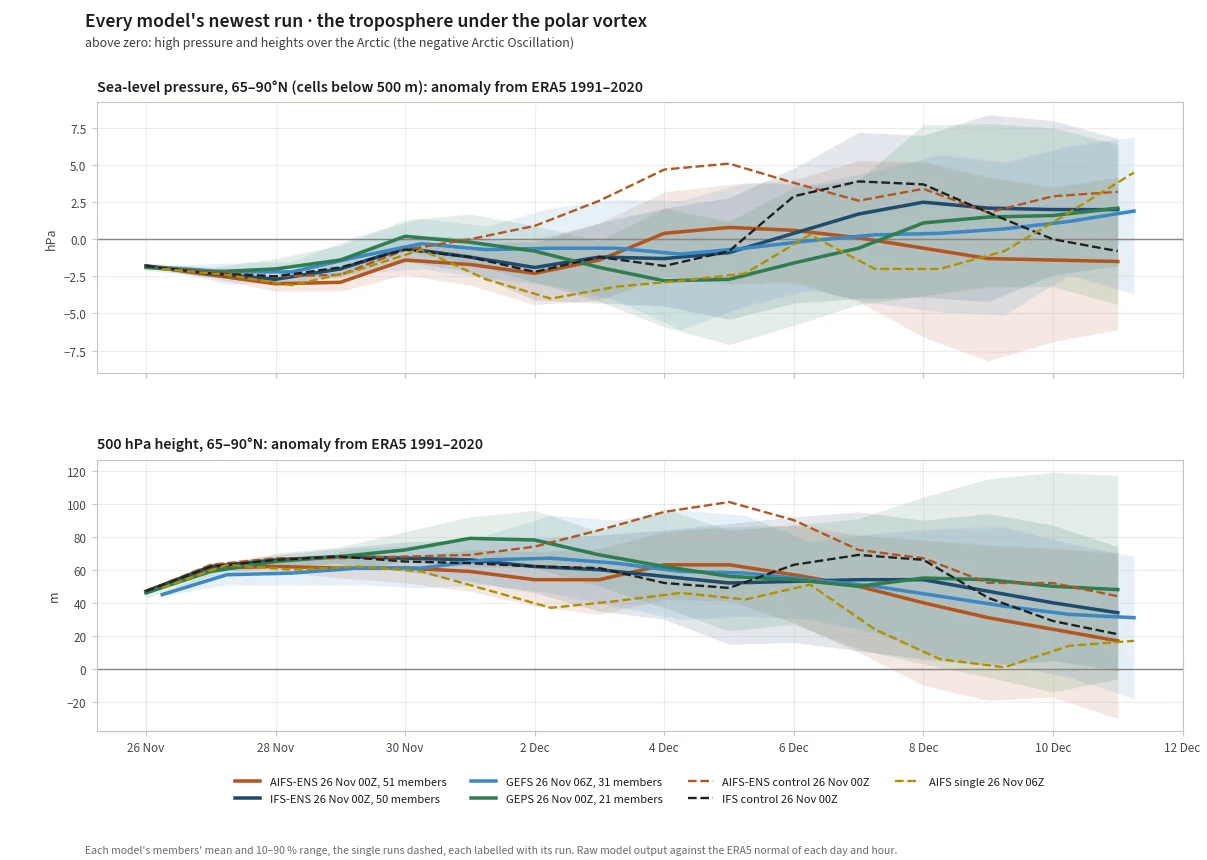 Every model's newest run · the troposphere under the polar vortex
above zero: high pressure and heights over the Arctic (the negative Arctic Oscillation)
Sea-level pressure, 65–90°N (cells below 500 m): anomaly from ERA5 1991–2020
7.5
5.0
2.5
0.0
−2.5
−5.0
−7.5
hPa
500 hPa height, 65–90°N: anomaly from ERA5 1991–2020
120
100
80
60
40
20
0
−20
m
26 Nov 28 Nov 30 Nov 2 Dec 4 Dec 6 Dec 8 Dec 10 Dec 12 Dec
AIFS-ENS 26 Nov 00Z, 51 members GEFS 26 Nov 06Z, 31 members AIFS-ENS control 26 Nov 00Z AIFS single 26 Nov 06Z
IFS-ENS 26 Nov 00Z, 50 members GEPS 26 Nov 00Z, 21 members IFS control 26 Nov 00Z
Each model's members' mean and 10–90 % range, the single runs dashed, each labelled with its run. Raw model output against the ERA5 normal of each day and hour.